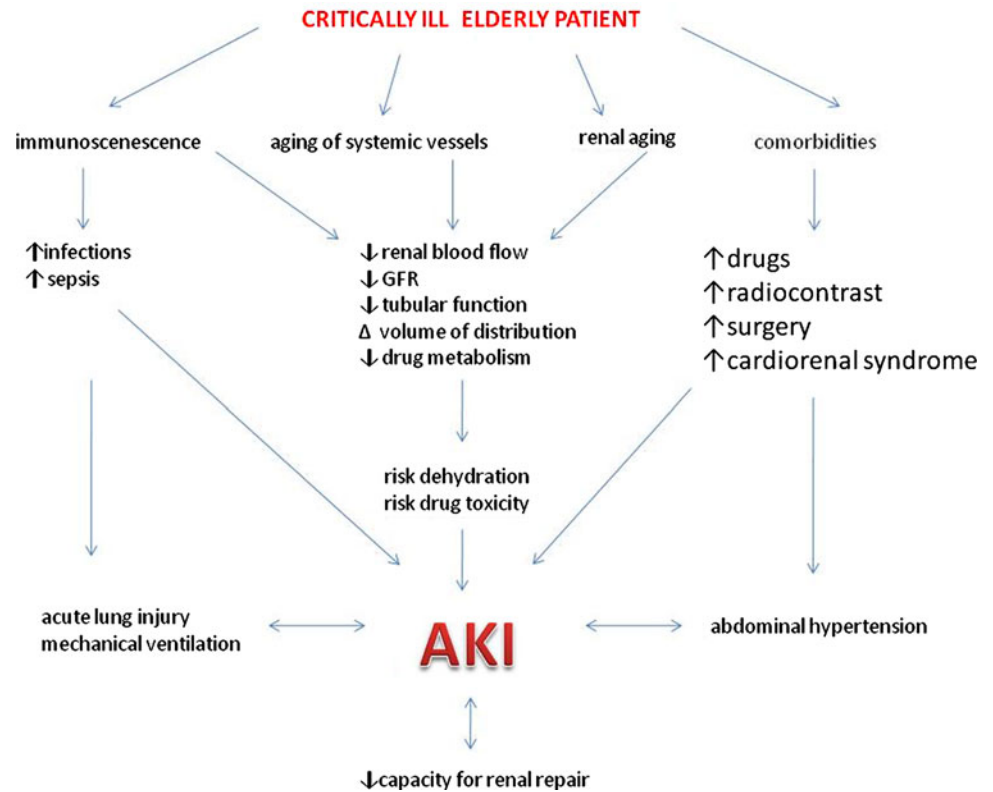 CRITICALLY ILL ELDERLY PATIENT
immunoscenescence
aging of systemic vessels
renal aging
comorbidities
↑infections
↑sepsis
↓renal blood flow
↓GFR
↓tubular function
Δ volume of distribution
↓drug metabolism
↑drugs
↑radiocontrast
↑surgery
↑cardiorenal syndrome
risk dehydration
risk drug toxicity
acute lung injury
mechanical ventilation
AKI
abdominal hypertension
↓capacity for renal repair